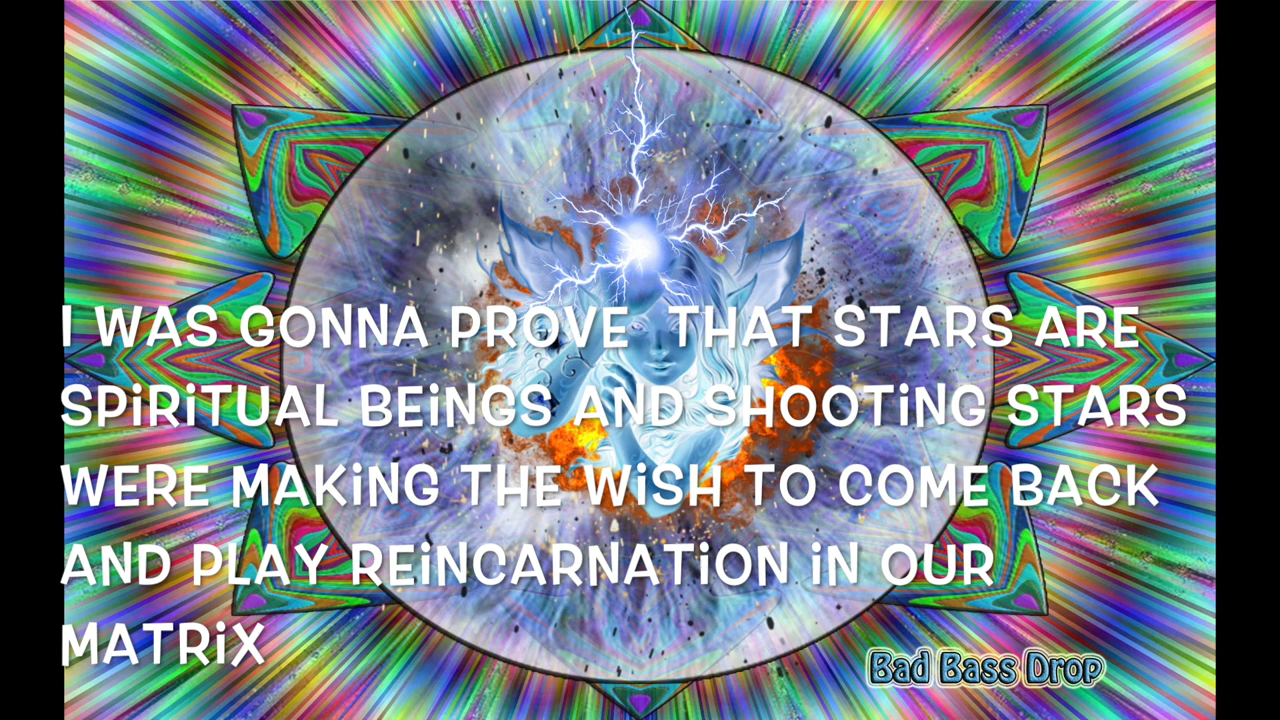 I WAS GONNA PROVE  THAT STARS ARE
SPiRiTUAL BEiNGS AND SHOOTiNG STARS
WERE MAKiNG THE WiSH TO COME BACK
AND PLAY REiNCARNATiON iN OUR
MATRiX
Bad Bass Drop